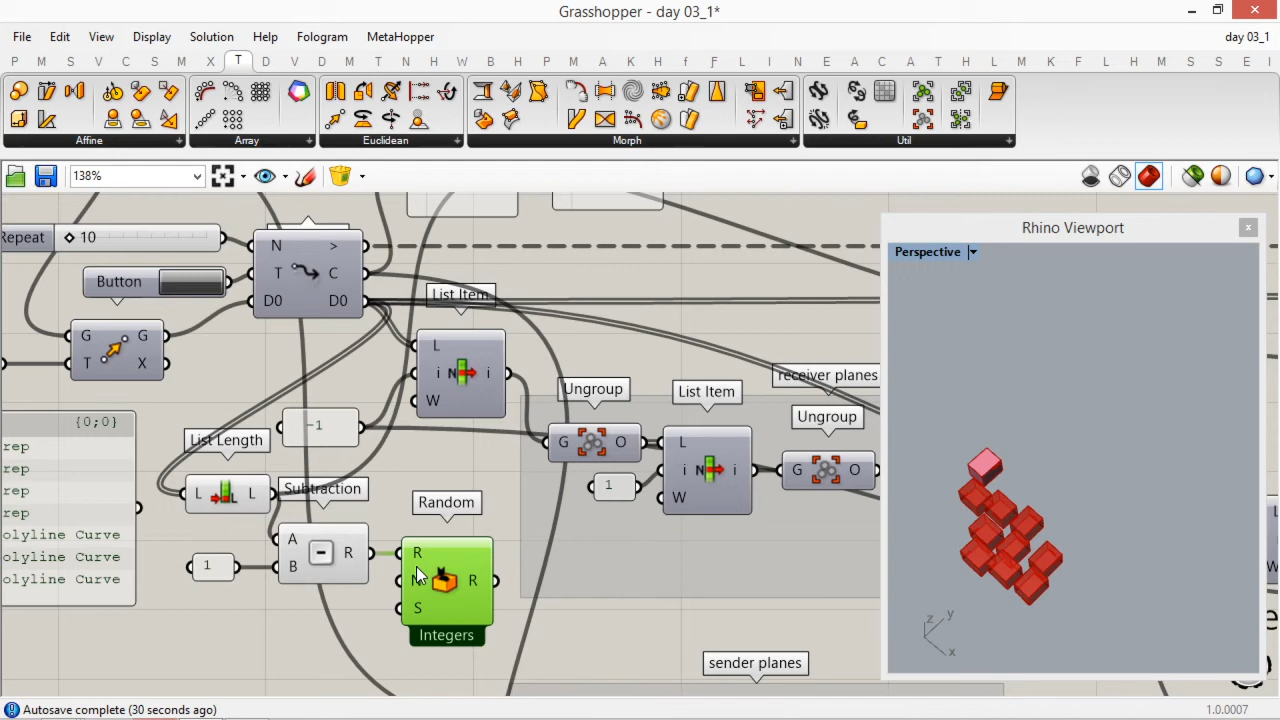 Grasshopper - day 03_1*
File Edit View Display Solution Help Fologram MetaHopper day 03_1
P M S V C S M X S T D V D T N H W L B H P A K H F L N T E D F L U M T K C R M L S S E I
Affine + Array + Euclidean + Morph + Util +
138%
Rhino Viewport
Perspective
Repeat 10
N > T C D0 D0
Button
G G T X
List Item
L i i W N
-1
{0;0}
rep
rep
rep
rep
olyline Curve
olyline Curve
olyline Curve
List Length
L L L
Subtraction
A B R
1
Random
R N S R
Integers
Ungroup
G O
1
List Item
L i W N i
receiver planes
Ungroup
G O
sender planes
z y x
Autosave complete (30 seconds ago) 1.0.0007